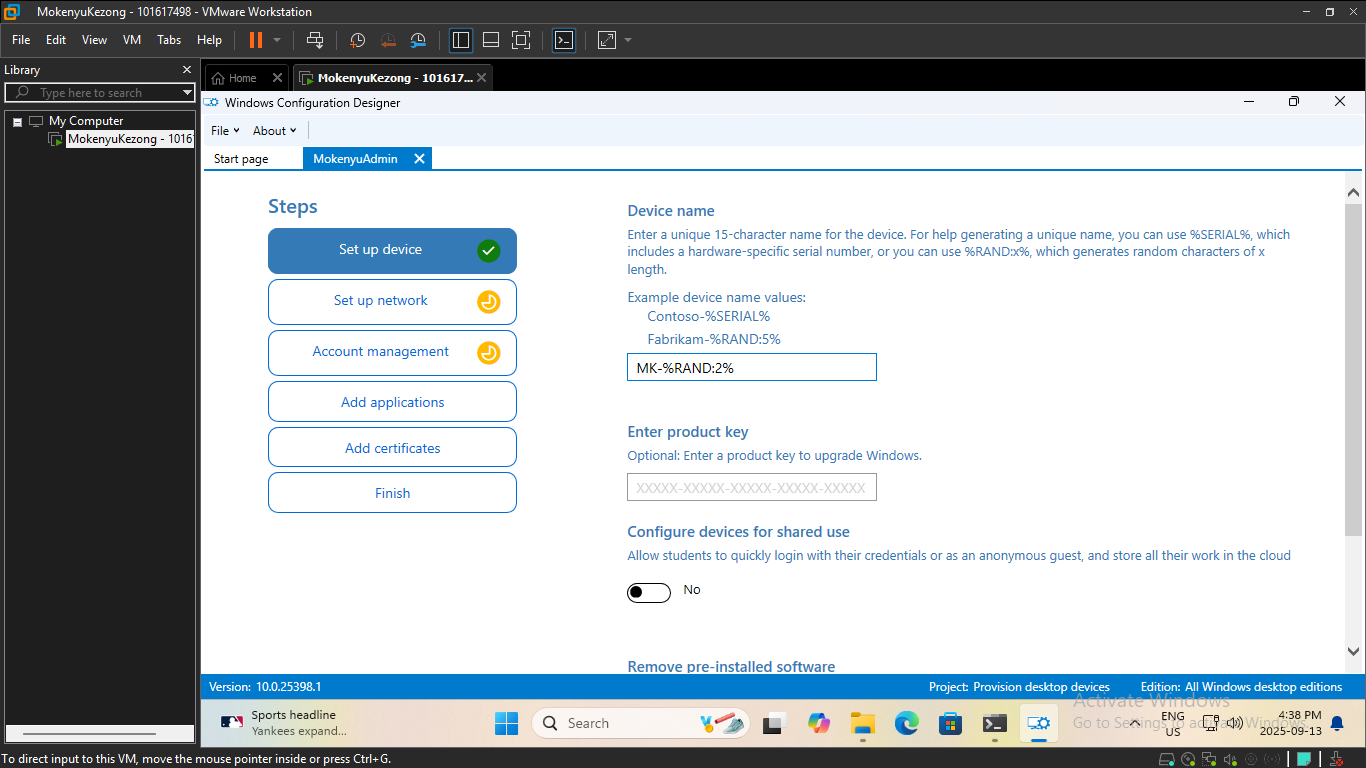 MokenyuKezong - 101617498 - VMware Workstation
File Edit View VM Tabs Help
Library
Home
MokenyuKezong - 101617...
Type here to search
My Computer
MokenyuKezong - 1016
Windows Configuration Designer
File About
Start page
MokenyuAdmin
Steps
Set up device
Set up network
Account management
Add applications
Add certificates
Finish
Device name
Enter a unique 15-character name for the device. For help generating a unique name, you can use %SERIAL%, which
includes a hardware-specific serial number, or you can use %RAND:x%, which generates random characters of x
length.
Example device name values:
Contoso-%SERIAL%
Fabrikam-%RAND:5%
MK-%RAND:2%
Enter product key
Optional: Enter a product key to upgrade Windows.
XXXXX-XXXXX-XXXXX-XXXXX-XXXXX
Configure devices for shared use
Allow students to quickly login with their credentials or as an anonymous guest, and store all their work in the cloud
No
Remove pre-installed software
Version: 10.0.25398.1
Project: Provision desktop devices
Edition: All Windows desktop editions
Activate Windows
Go to Settings to activate Windows.
Sports headline
Yankees expand...
Search
ENG
US
4:38 PM
2025-09-13
To direct input to this VM, move the mouse pointer inside or press Ctrl+G.